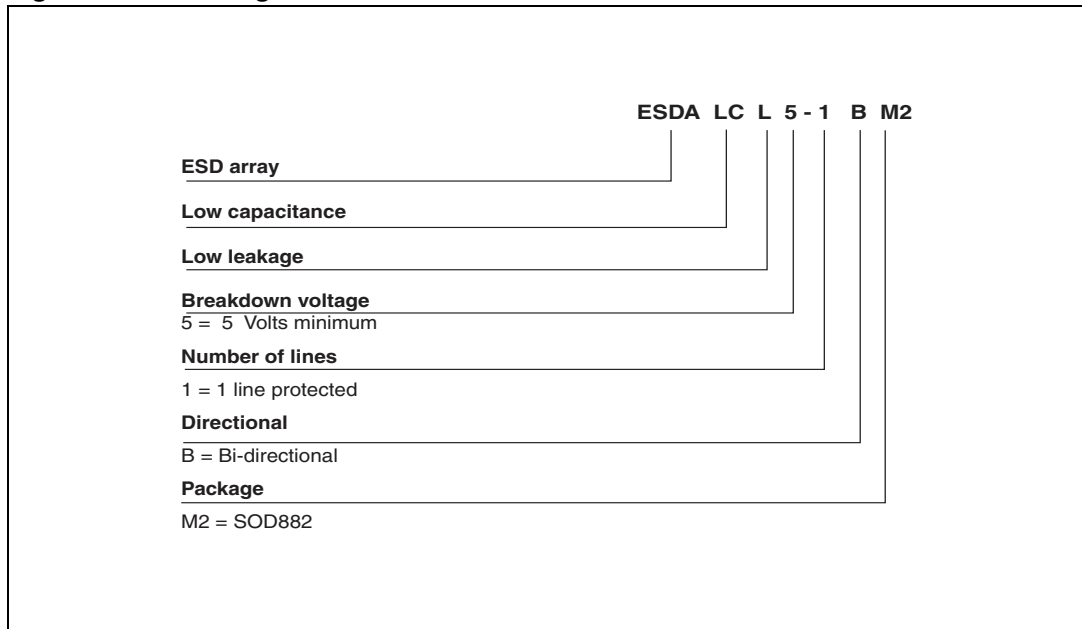 ESDA LC L 5 - 1 B M2
ESD array
Low capacitance
Low leakage
Breakdown voltage
5 = 5 Volts minimum
Number of lines
1 = 1 line protected
Directional
B = Bi-directional
Package
M2 = SOD882